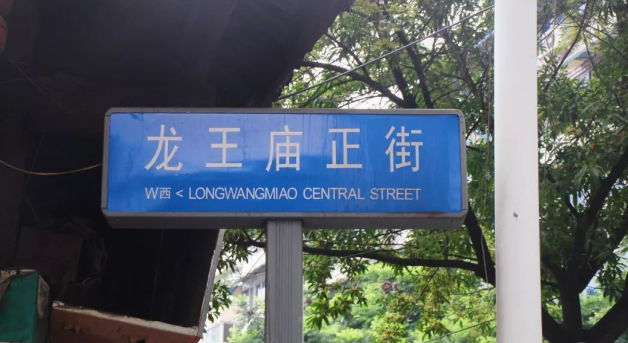 龙王庙正街
W西 < LONGWANGMIAO CENTRAL STREET